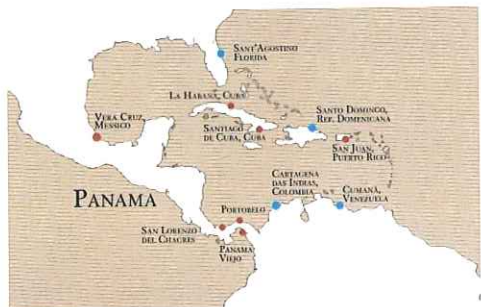 SANT'AGOSTINO
FLORIDA
LA HABANA, CUBA
VERA CRUZ,
MESSICO
SANTIAGO
DE CUBA, CUBA
SANTO DOMINGO,
REP. DOMENICANA
SAN JUAN,
PUERTO RICO
CARTAGENA
DAS INDIAS,
COLOMBIA
CUMANÁ,
VENEZUELA
PANAMA
PORTOBELO
SAN LORENZO
DEL CHAGRES
PANAMA
VIEJO